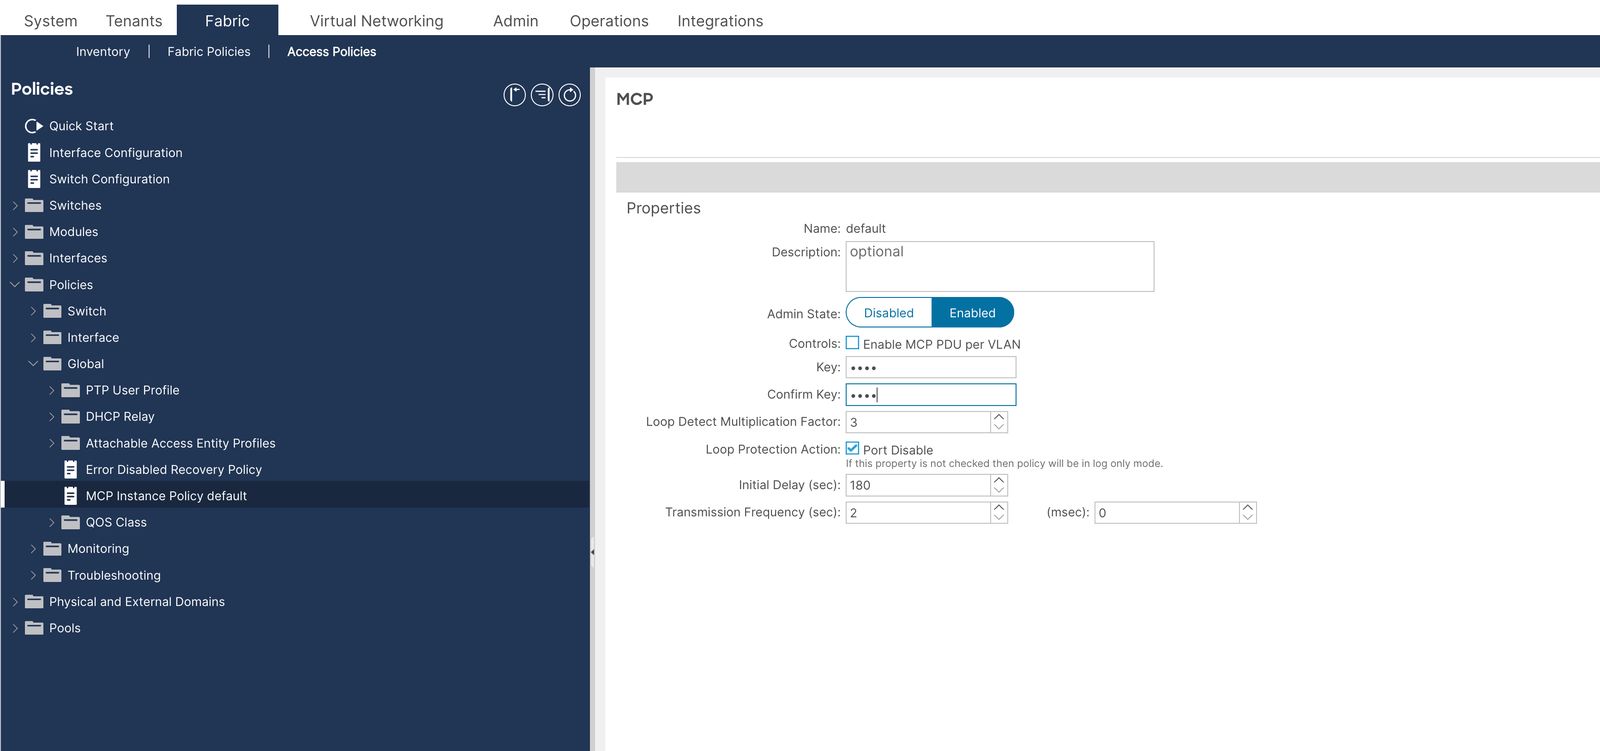 System Tenants Fabric Virtual Networking Admin Operations Integrations
Inventory | Fabric Policies | Access Policies
Policies
Quick Start
Interface Configuration
Switch Configuration
Switches
Modules
Interfaces
Policies
Switch
Interface
Global
PTP User Profile
DHCP Relay
Attachable Access Entity Profiles
Error Disabled Recovery Policy
MCP Instance Policy default
QOS Class
Monitoring
Troubleshooting
Physical and External Domains
Pools
MCP
Properties
Name: default
Description: optional
Admin State: Disabled Enabled
Controls: Enable MCP PDU per VLAN
Key: ••••
Confirm Key: ••••
Loop Detect Multiplication Factor: 3
Loop Protection Action: Port Disable
If this property is not checked then policy will be in log only mode.
Initial Delay (sec): 180
Transmission Frequency (sec): 2 (msec): 0